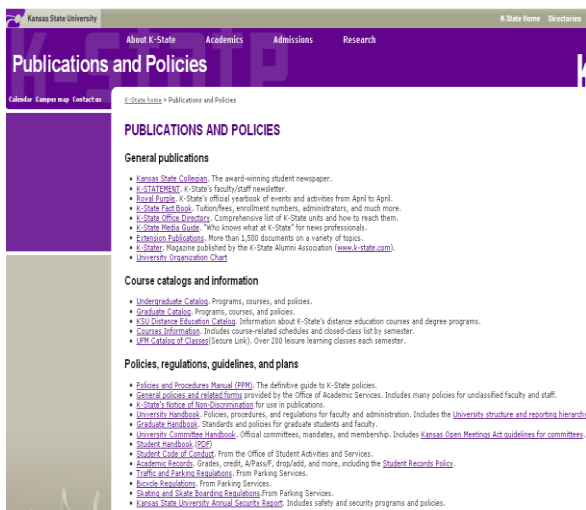 Kansas State University
K-State Home Directories
About K-State Academics Admissions Research
Publications and Policies
Calendar Campus map Contact us
K-State home > Publications and Policies
PUBLICATIONS AND POLICIES
General publications
• Kansas State Collegian. The award-winning student newspaper.
• K-STATEMENT. K-State's faculty/staff newsletter.
• Royal Purple. K-State's official yearbook of events and activities from April to April.
• K-State Fact Book. Tuition/fees, enrollment numbers, administrators, and much more.
• K-State Office Directory. Comprehensive list of K-State units and how to reach them.
• K-State Media Guide. "Who knows what at K-State" for news professionals.
• Extension Publications. More than 1,500 documents on a variety of topics.
• K-Stater. Magazine published by the K-State Alumni Association (www.k-state.com).
• University Organization Chart
Course catalogs and information
• Undergraduate Catalog. Programs, courses, and policies.
• Graduate Catalog. Programs, courses, and policies.
• KSU Distance Education Catalog. Information about K-State's distance education courses and degree programs.
• Courses Information. Includes course-related schedules and closed-class list by semester.
• UFM Catalog of Classes(Secure Link). Over 200 leisure learning classes each semester.
Policies, regulations, guidelines, and plans
• Policies and Procedures Manual (PPM). The definitive guide to K-State policies.
• General policies and related forms provided by the Office of Academic Services. Includes many policies for unclassified faculty and staff.
• K-State's Notice of Non-Discrimination for use in publications.
• University Handbook. Policies, procedures, and regulations for faculty and administration. Includes the University structure and reporting hierarchy
• Graduate Handbook. Standards and policies for graduate students and faculty.
• University Committee Handbook. Official committees, mandates, and membership. Includes Kansas Open Meetings Act guidelines for committees.
• Student Handbook.(PDF)
• Student Code of Conduct. From the Office of Student Activities and Services.
• Academic Records. Grades, credit, A/Pass/F, drop/add, and more, including the Student Records Policy.
• Traffic and Parking Regulations. From Parking Services.
• Bicycle Regulations. From Parking Services.
• Skating and Skate Boarding Regulations.From Parking Services.
• Kansas State University Annual Security Report. Includes safety and security programs and policies.